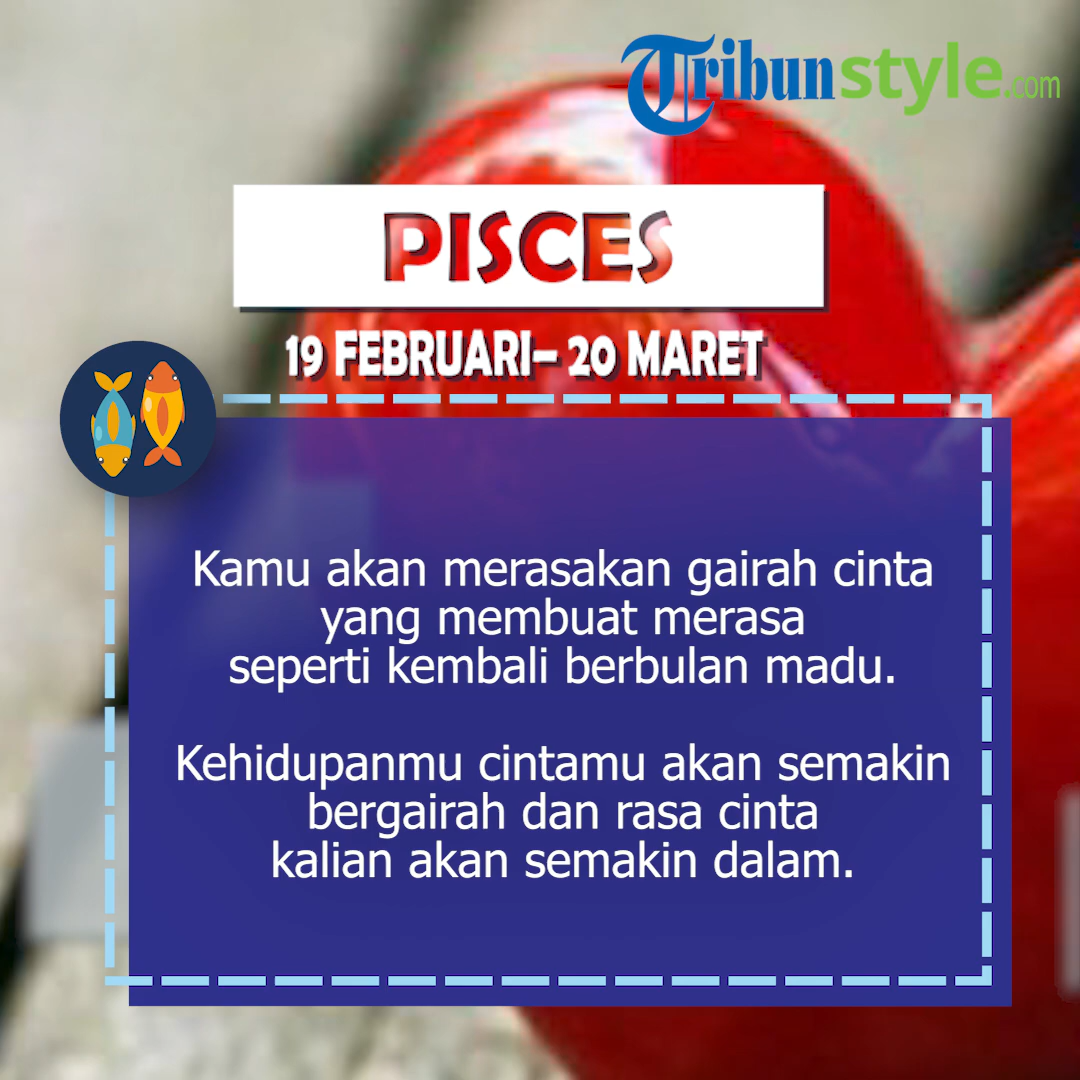 Tribunstyle.com
PISCES
19 FEBRUARI– 20 MARET
Kamu akan merasakan gairah cinta
yang membuat merasa
seperti kembali berbulan madu.
Kehidupanmu cintamu akan semakin
bergairah dan rasa cinta
kalian akan semakin dalam.